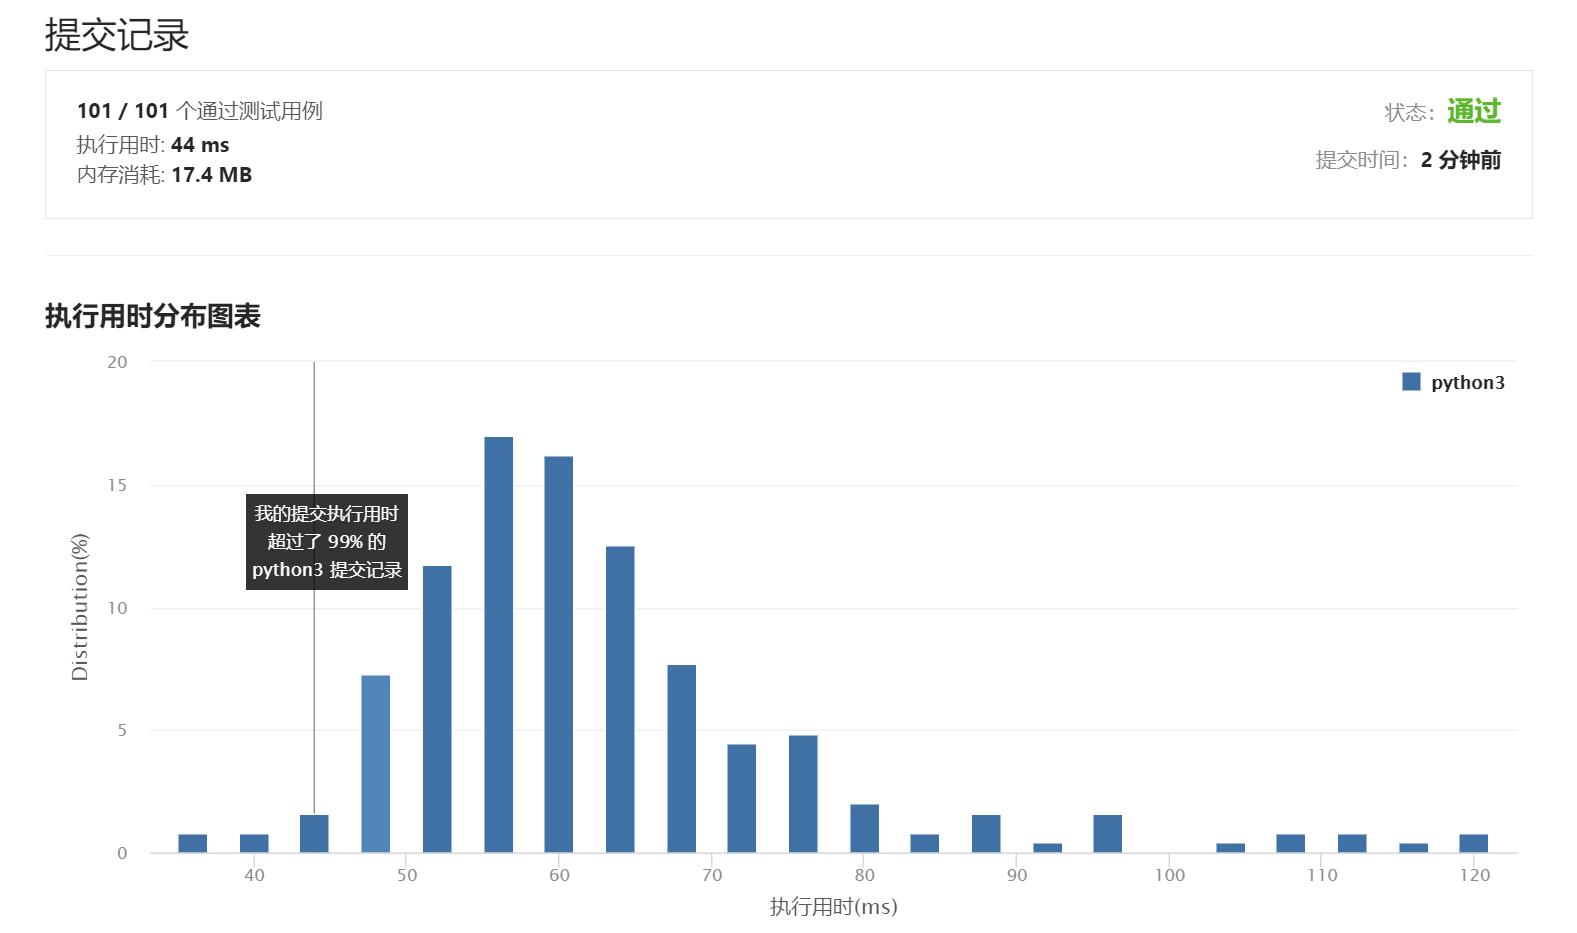 提交记录
101 / 101 个通过测试用例
状态：通过
执行用时: 44 ms
提交时间：2 分钟前
内存消耗: 17.4 MB
执行用时分布图表
20
python3
15
我的提交执行用时
超过了 99% 的
python3 提交记录
Distribution(%)
10
5
0
40 50 60 70 80 90 100 110 120
执行用时(ms)